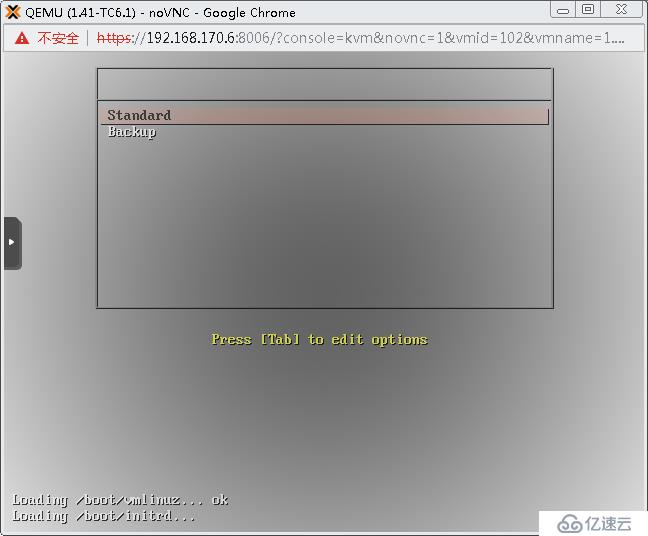 QEMU (1.41-TC6.1) - noVNC - Google Chrome
不安全 https://192.168.170.6:8006/?console=kvm&novnc=1&vmid=102&vmname=1....
Standard
Backup
Press [Tab] to edit options
Loading /boot/vmlinuz... ok
Loading /boot/initrd...
亿速云